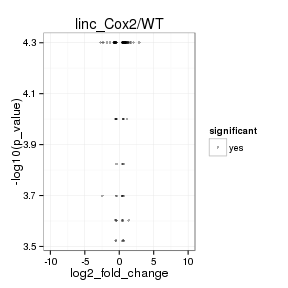 linc_Cox2/WT
4.3
4.1
3.9
3.7
3.5
-log10(p_value)
-10 -5 0 5 10
log2_fold_change
significant
yes